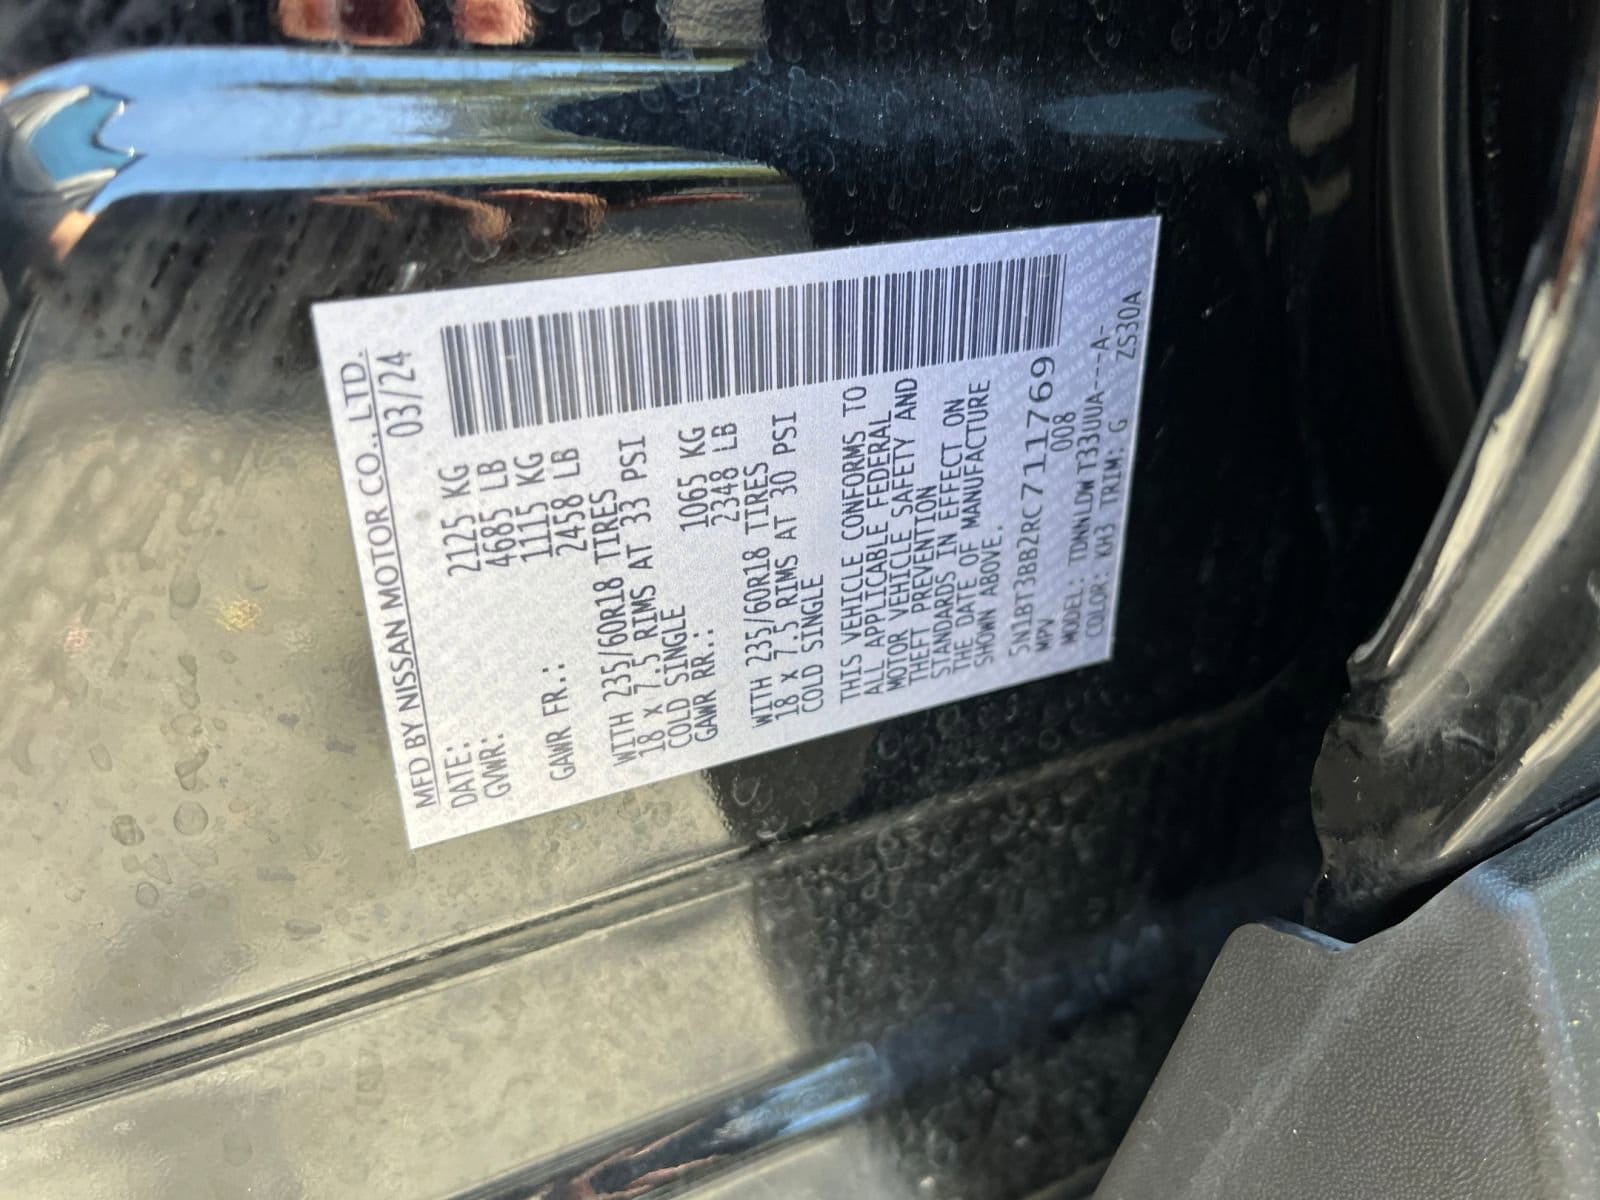 MFD BY NISSAN MOTOR CO., LTD.
DATE: 03/24
GVWR: 2125 KG
4685 LB
1115 KG
GAWR FR.: 2458 LB
WITH 235/60R18 TIRES
18 x 7.5 RIMS AT 33 PSI
COLD SINGLE
GAWR RR.: 1065 KG
2348 LB
WITH 235/60R18 TIRES
18 x 7.5 RIMS AT 30 PSI
COLD SINGLE
THIS VEHICLE CONFORMS TO
ALL APPLICABLE FEDERAL
MOTOR VEHICLE SAFETY AND
THEFT PREVENTION
STANDARDS IN EFFECT ON
THE DATE OF MANUFACTURE
SHOWN ABOVE.
5N1BT3BB2RC711769
MPV 008
MODEL: TDNNLDW T33UUA---A-
COLOR: KH3 TRIM: G ZS30A